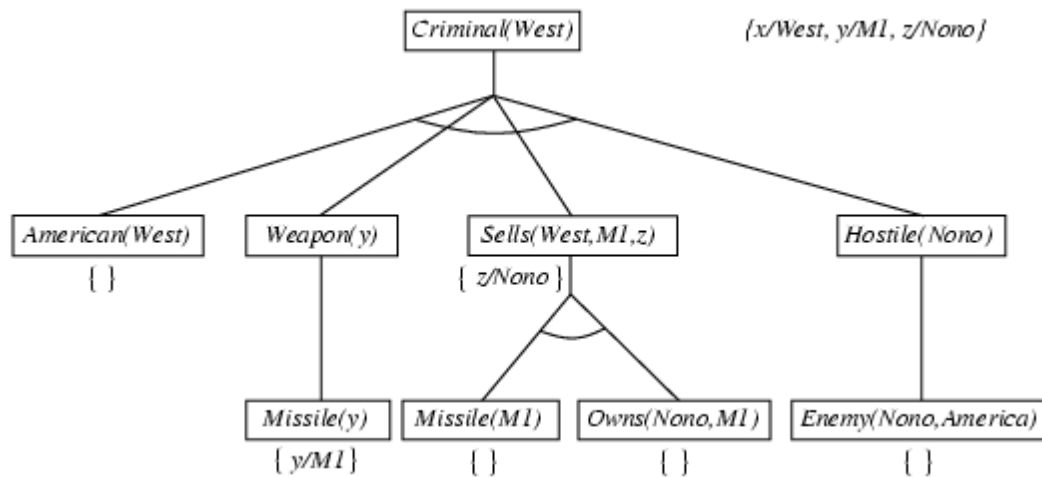 Criminal(West) {x/West, y/M1, z/Nono}
American(West) Weapon(y) Sells(West,M1,z) Hostile(Nono)
{ } { z/Nono }
Missile(y) Missile(M1) Owns(Nono,M1) Enemy(Nono,America)
{ y/M1 } { } { } { }